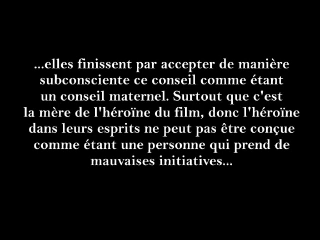 ...elles finissent par accepter de manière
subconsciente ce conseil comme étant
un conseil maternel. Surtout que c'est
la mère de l'héroïne du film, donc l'héroïne
dans leurs esprits ne peut pas être conçue
comme étant une personne qui prend de
mauvaises initiatives...